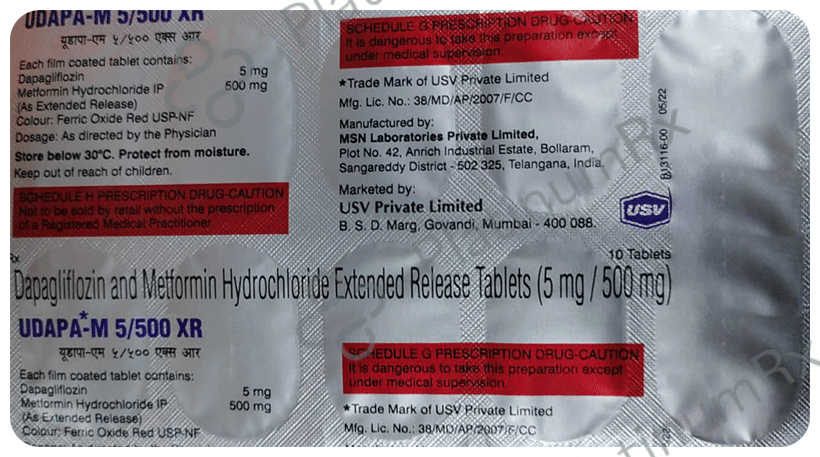 UDAPA-M 5/500 XR
यूडापा-एम ५/५०० एक्स आर
Each film coated tablet contains:
Dapagliflozin 5 mg
Metformin Hydrochloride IP 500 mg
(As Extended Release)
Colour: Ferric Oxide Red USP-NF
Dosage: As directed by the Physician
Store below 30°C. Protect from moisture.
Keep out of reach of children.
SCHEDULE H PRESCRIPTION DRUG-CAUTION
Not to be sold by retail without the prescription
of a Registered Medical Practitioner.
SCHEDULE G PRESCRIPTION DRUG-CAUTION
It is dangerous to take this preparation except
under medical supervision.
*Trade Mark of USV Private Limited
Mfg. Lic. No.: 38/MD/AP/2007/F/CC
Manufactured by:
MSN Laboratories Private Limited,
Plot No. 42, Anrich Industrial Estate, Bollaram,
Sangareddy District - 502 325, Telangana, India.
Marketed by:
USV Private Limited
B. S. D. Marg, Govandi, Mumbai - 400 088.
USV
05/22
10 Tablets
Rx
Dapagliflozin and Metformin Hydrochloride Extended Release Tablets (5 mg / 500 mg)
UDAPA*-M 5/500 XR
यूडापा-एम ५/५०० एक्स आर
Each film coated tablet contains:
Dapagliflozin 5 mg
Metformin Hydrochloride IP 500 mg
(As Extended Release)
Colour: Ferric Oxide Red USP-NF
SCHEDULE G PRESCRIPTION DRUG-CAUTION
It is dangerous to take this preparation except
under medical supervision.
*Trade Mark of USV Private Limited
Mfg. Lic. No.: 38/MD/AP/2007/F/CC
PlatinumRx